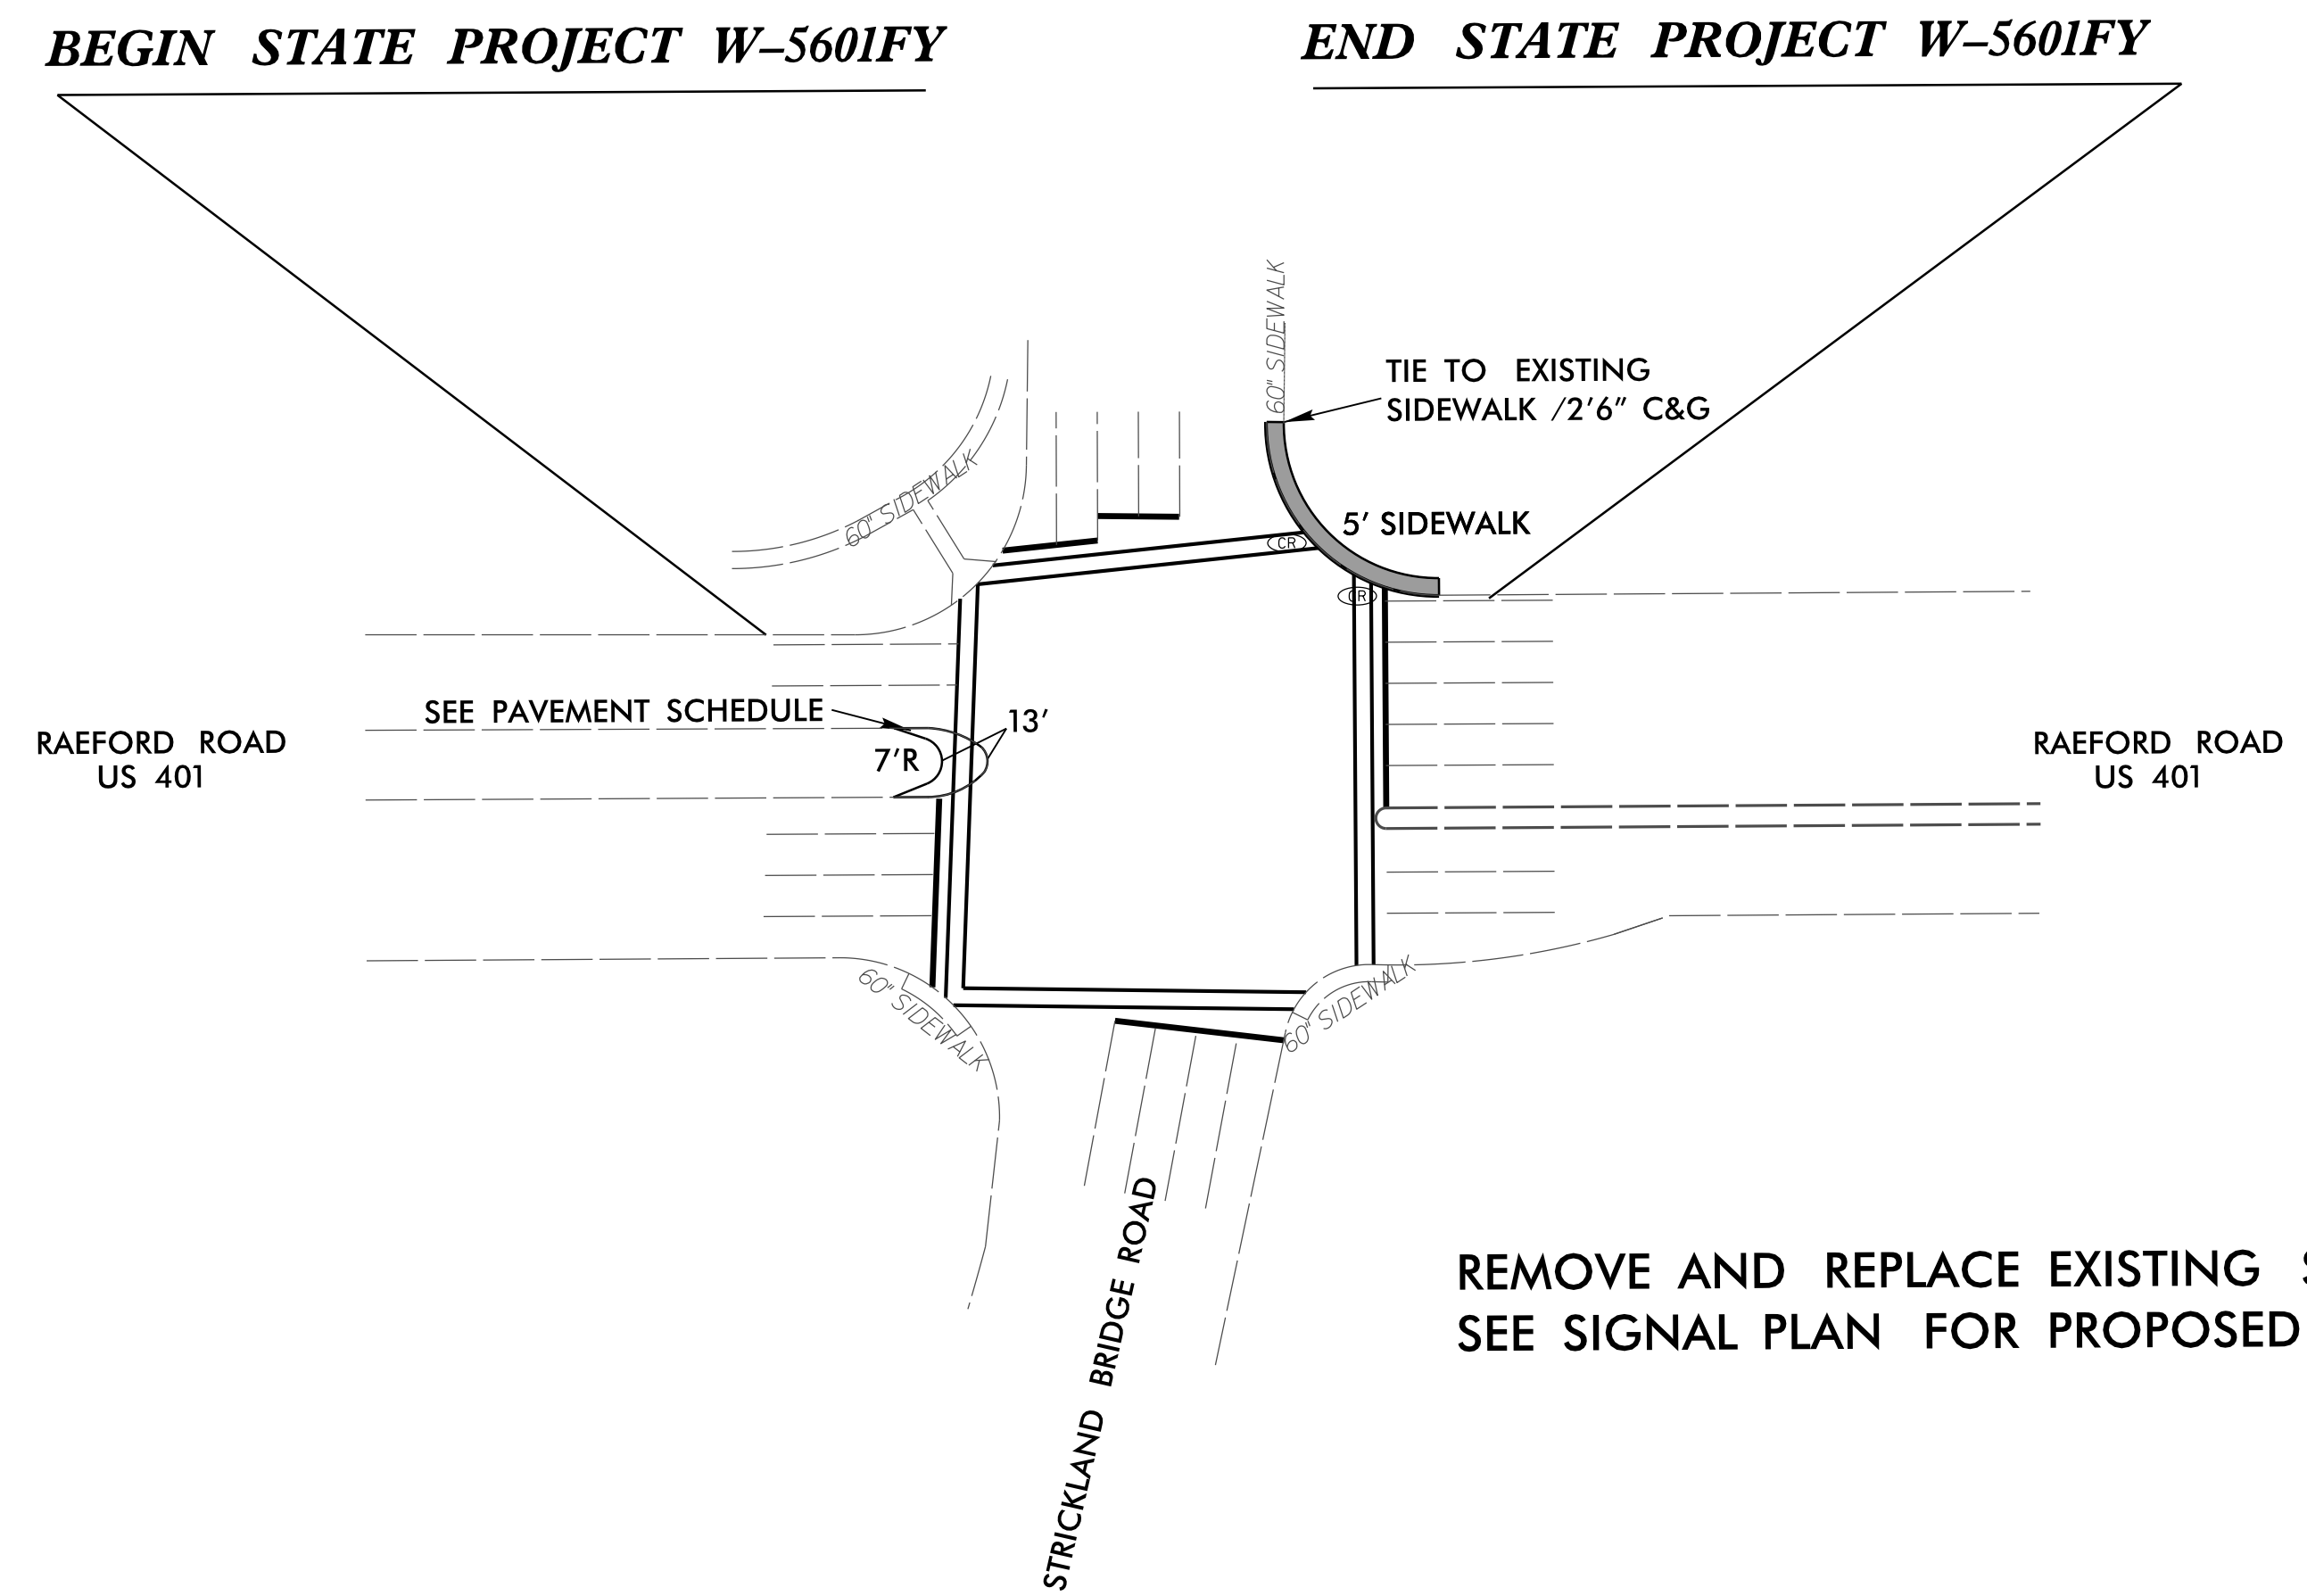 BEGIN STATE PROJECT W-5601FY
END STATE PROJECT W-5601FY
60" SIDEWALK
TIE TO EXISTING
SIDEWALK /2'6" C&G
60" SIDEWALK
5' SIDEWALK
CR
CR
SEE PAVEMENT SCHEDULE
13'
7'R
RAEFORD ROAD
US 401
RAEFORD ROAD
US 401
60" SIDEWALK
60" SIDEWALK
STRICKLAND BRIDGE ROAD
REMOVE AND REPLACE EXISTING
SEE SIGNAL PLAN FOR PROPOSED